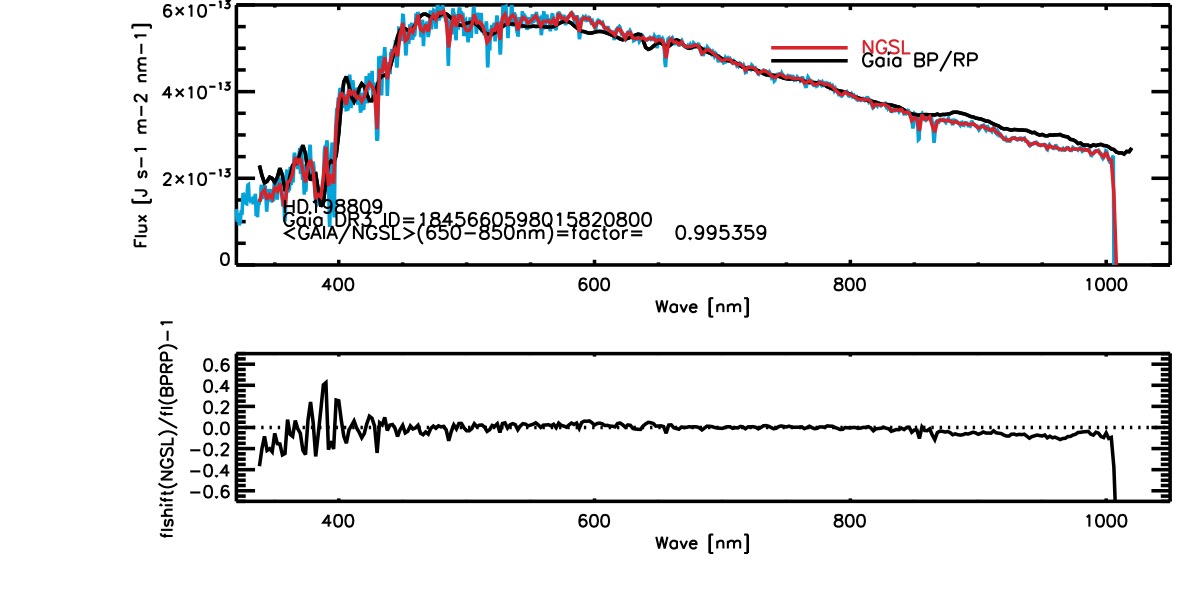 6×10−13
4×10−13
2×10−13
0
Flux [J s−1 m−2 nm−1]
NGSL
Gaia BP/RP
HD198809
Gaia DR3 ID=1845660598015820800
<GAIA/NGSL>(650−850nm)=factor= 0.995359
400 600 800 1000
Wave [nm]
flshift(NGSL)/fl(BPRP)−1
0.6
0.4
0.2
0.0
−0.2
−0.4
−0.6
400 600 800 1000
Wave [nm]